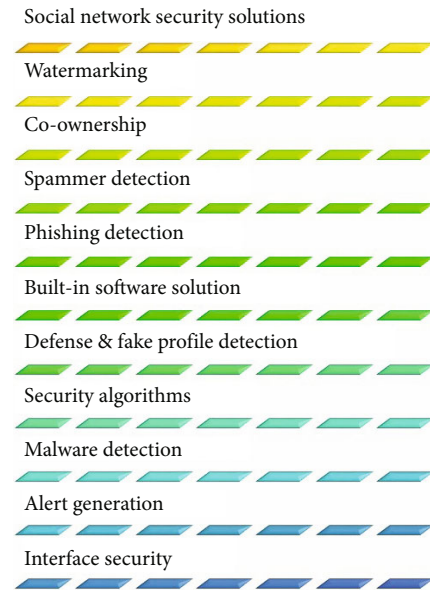 Social network security solutions
Watermarking
Co-ownership
Spammer detection
Phishing detection
Built-in software solution
Defense & fake profile detection
Security algorithms
Malware detection
Alert generation
Interface security